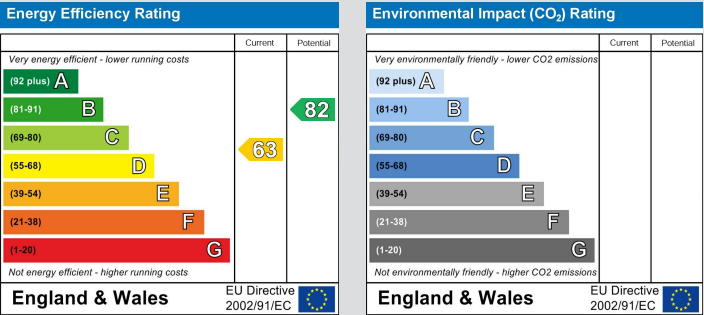 Energy Efficiency Rating
Current Potential
Very energy efficient - lower running costs
(92 plus) A
(81-91) B
82
(69-80) C
63
(55-68) D
(39-54) E
(21-38) F
(1-20) G
Not energy efficient - higher running costs
England & Wales
EU Directive
2002/91/EC
Environmental Impact (CO₂) Rating
Current Potential
Very environmentally friendly - lower CO2 emissions
(92 plus) A
(81-91) B
(69-80) C
(55-68) D
(39-54) E
(21-38) F
(1-20) G
Not environmentally friendly - higher CO2 emissions
England & Wales
EU Directive
2002/91/EC